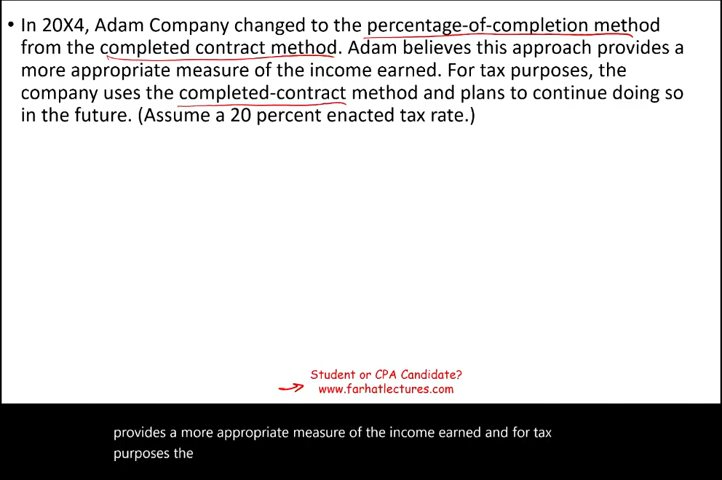 • In 20X4, Adam Company changed to the percentage-of-completion method
from the completed contract method. Adam believes this approach provides a
more appropriate measure of the income earned. For tax purposes, the
company uses the completed-contract method and plans to continue doing so
in the future. (Assume a 20 percent enacted tax rate.)
Student or CPA Candidate?
www.farhatlectures.com
provides a more appropriate measure of the income earned and for tax
purposes the